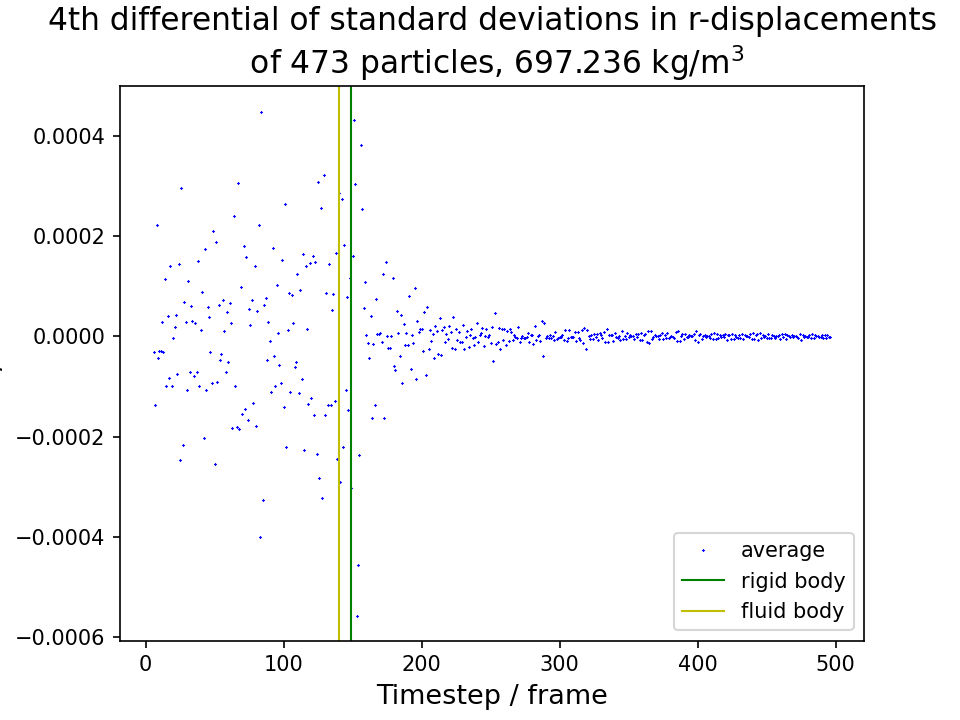 4th differential of standard deviations in r-displacements
of 473 particles, 697.236 kg/m³
0.0004
0.0002
0.0000
−0.0002
−0.0004
−0.0006
0 100 200 300 400 500
Timestep / frame
average
rigid body
fluid body